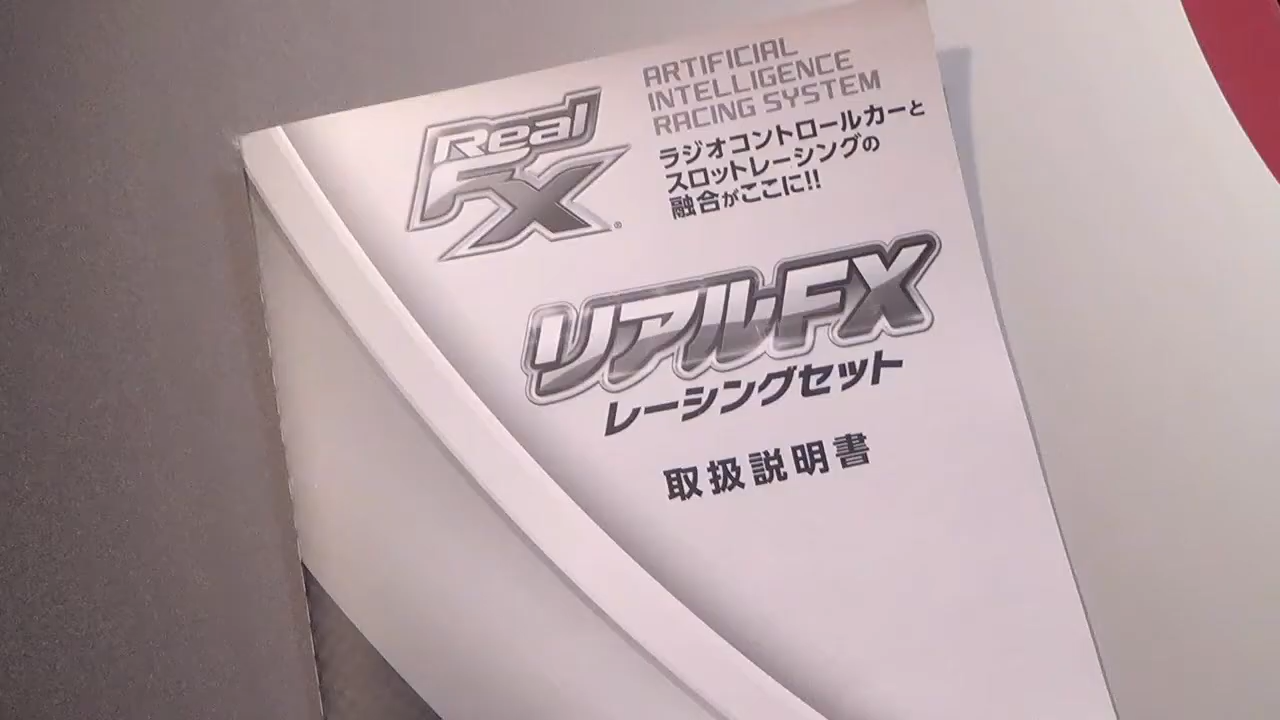 Real
FX®
ARTIFICIAL
INTELLIGENCE
RACING SYSTEM
ラジオコントロールカーと
スロットレーシングの
融合がここに!!
リアルFX
レーシングセット
取扱説明書